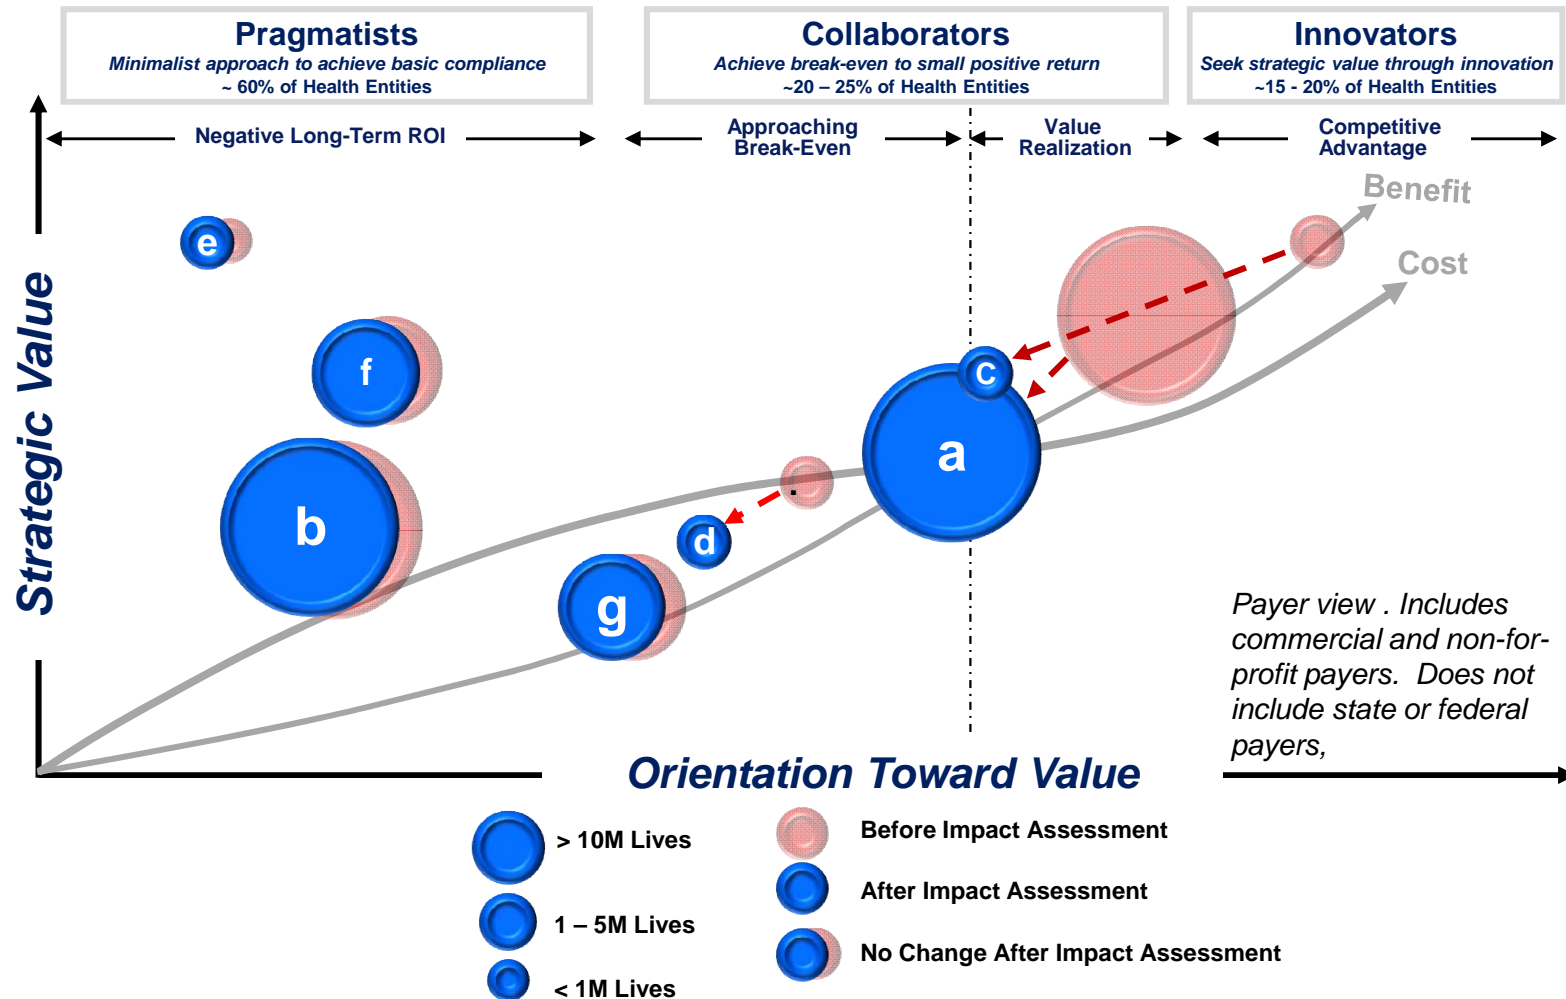 Pragmatists
Minimalist approach to achieve basic compliance
~ 60% of Health Entities
Collaborators
Achieve break-even to small positive return
~20 – 25% of Health Entities
Innovators
Seek strategic value through innovation
~15 - 20% of Health Entities
Negative Long-Term ROI
Approaching
Break-Even
Value
Realization
Competitive
Advantage
Benefit
Cost
Strategic Value
e
f
b
g
d
.
c
a
Payer view . Includes
commercial and non-for-
profit payers.  Does not
include state or federal
payers,
Orientation Toward Value
> 10M Lives
1 – 5M Lives
< 1M Lives
Before Impact Assessment
After Impact Assessment
No Change After Impact Assessment